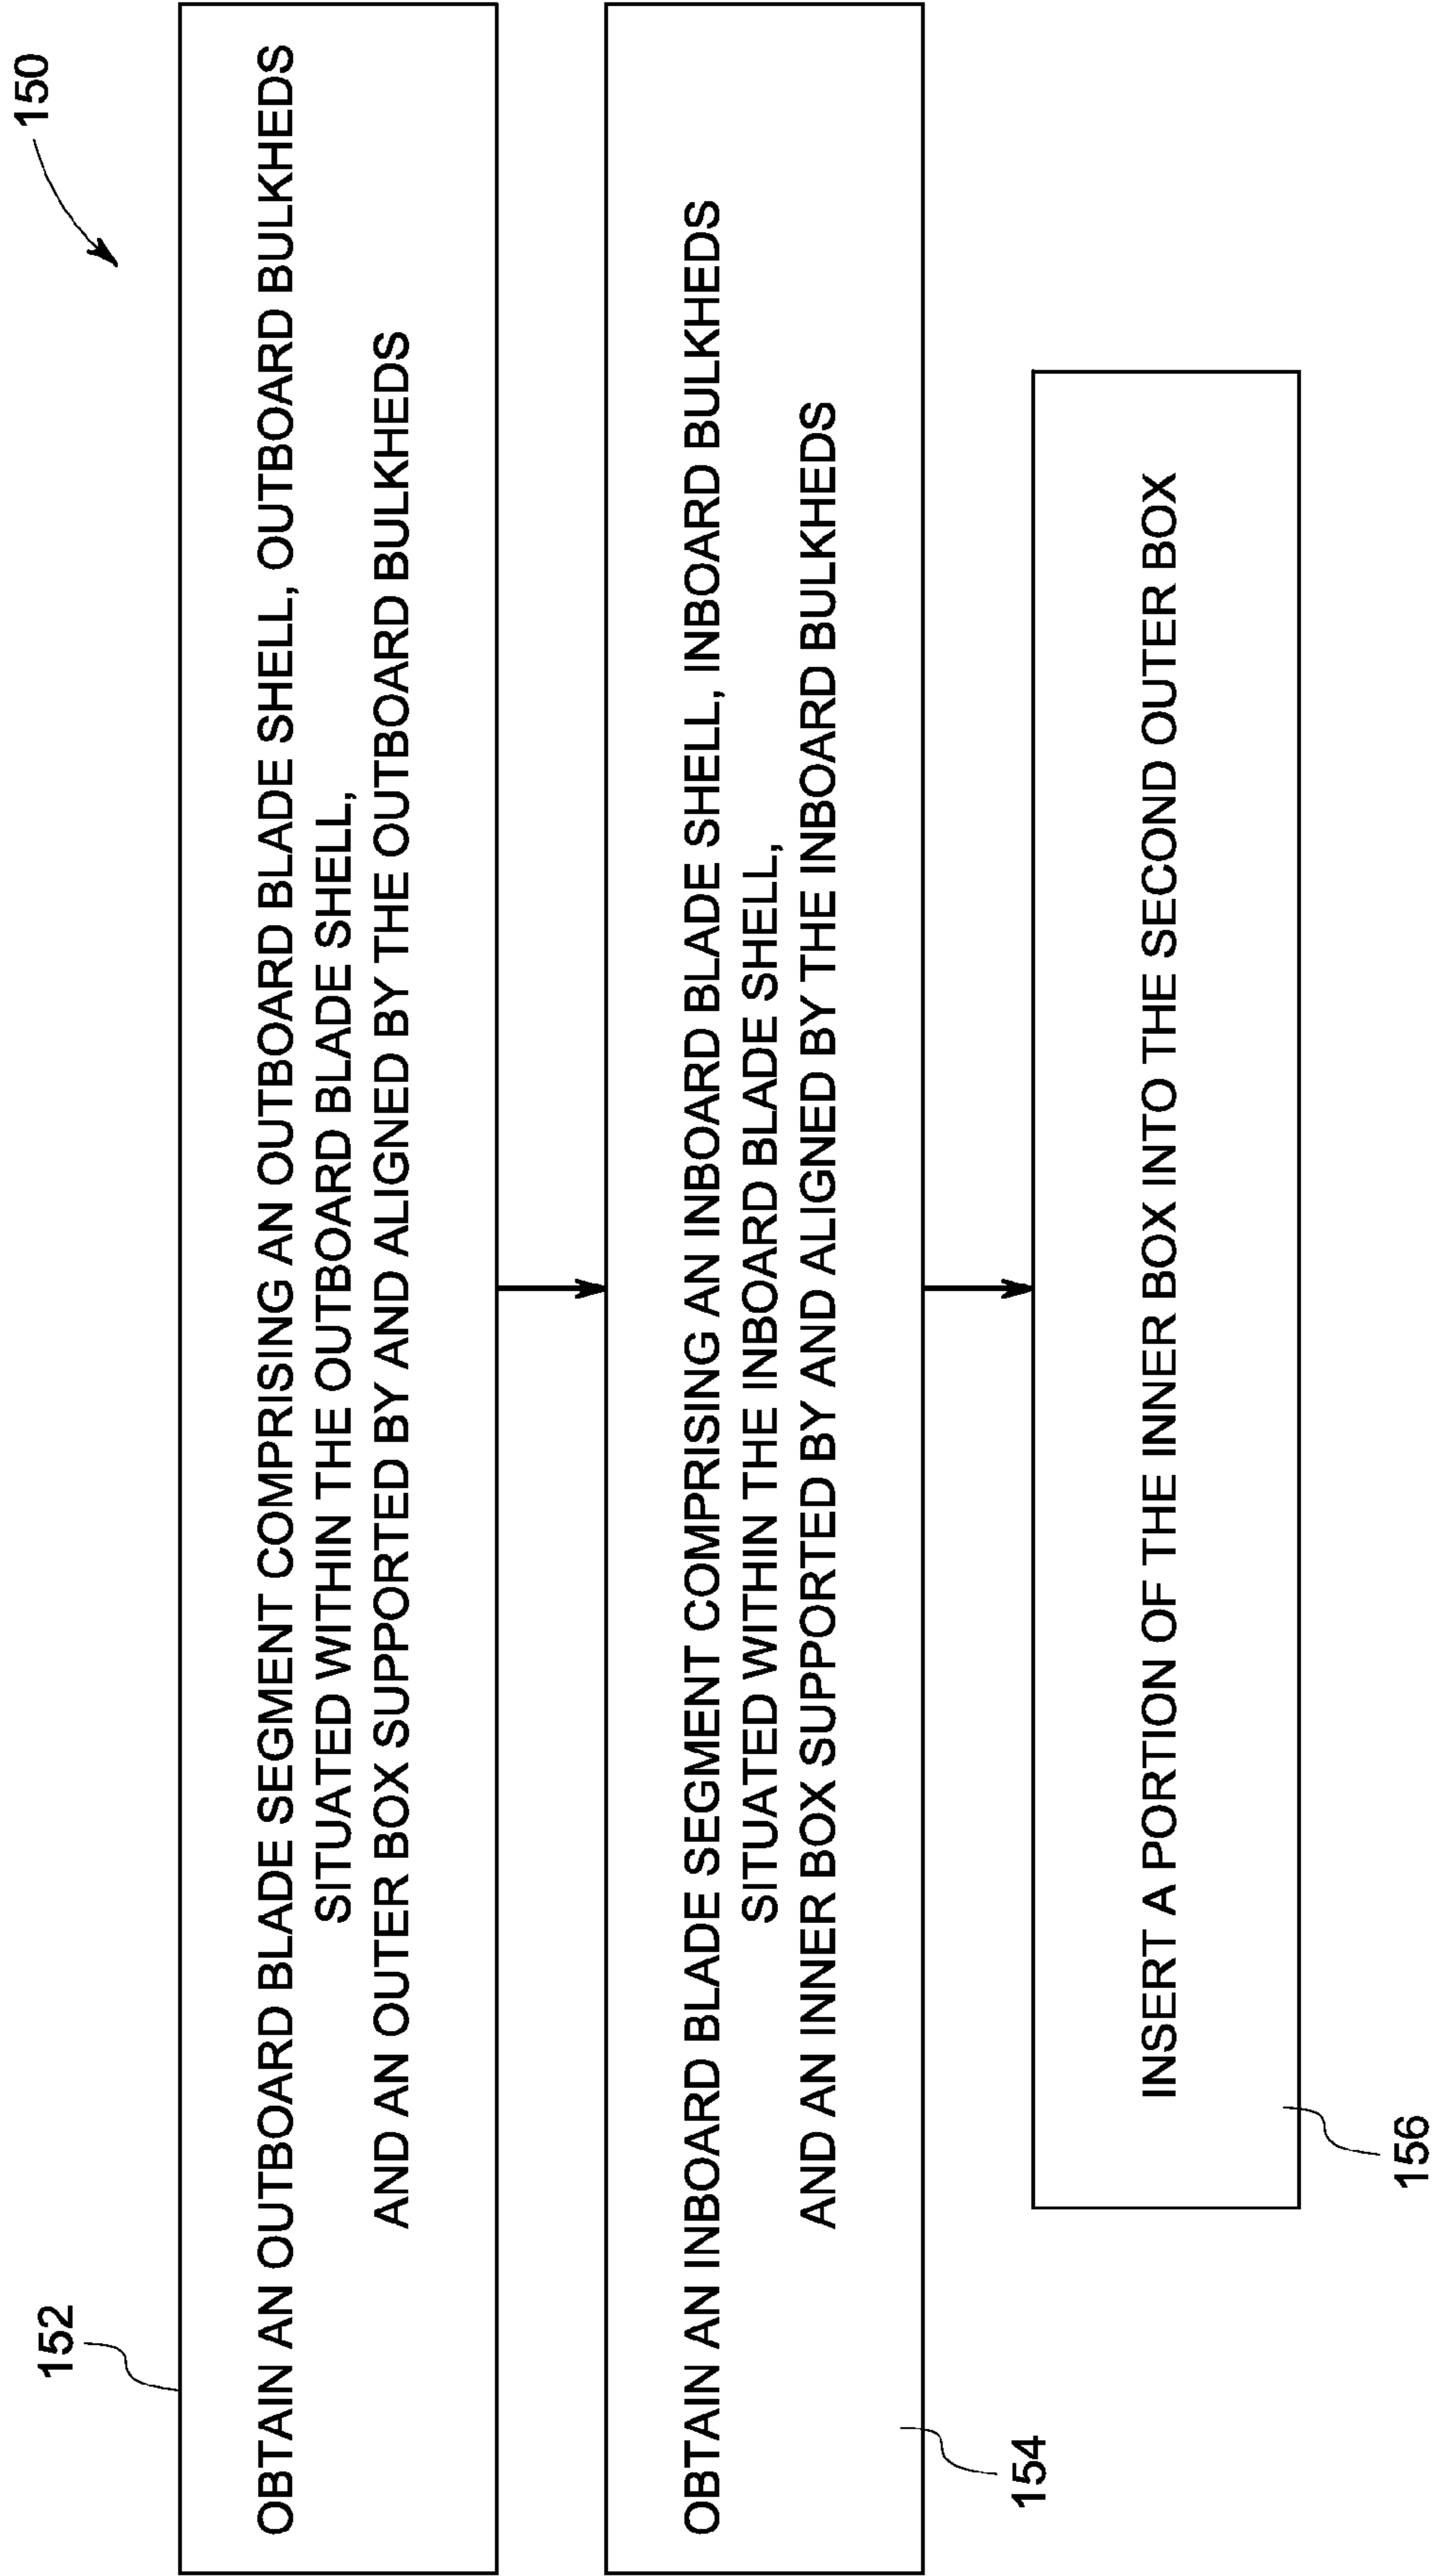 150
152
OBTAIN AN OUTBOARD BLADE SEGMENT COMPRISING AN OUTBOARD BLADE SHELL, OUTBOARD BULKHEDS
SITUATED WITHIN THE OUTBOARD BLADE SHELL,
AND AN OUTER BOX SUPPORTED BY AND ALIGNED BY THE OUTBOARD BULKHEDS
154
OBTAIN AN INBOARD BLADE SEGMENT COMPRISING AN INBOARD BLADE SHELL, INBOARD BULKHEDS
SITUATED WITHIN THE INBOARD BLADE SHELL,
AND AN INNER BOX SUPPORTED BY AND ALIGNED BY THE INBOARD BULKHEDS
156
INSERT A PORTION OF THE INNER BOX INTO THE SECOND OUTER BOX